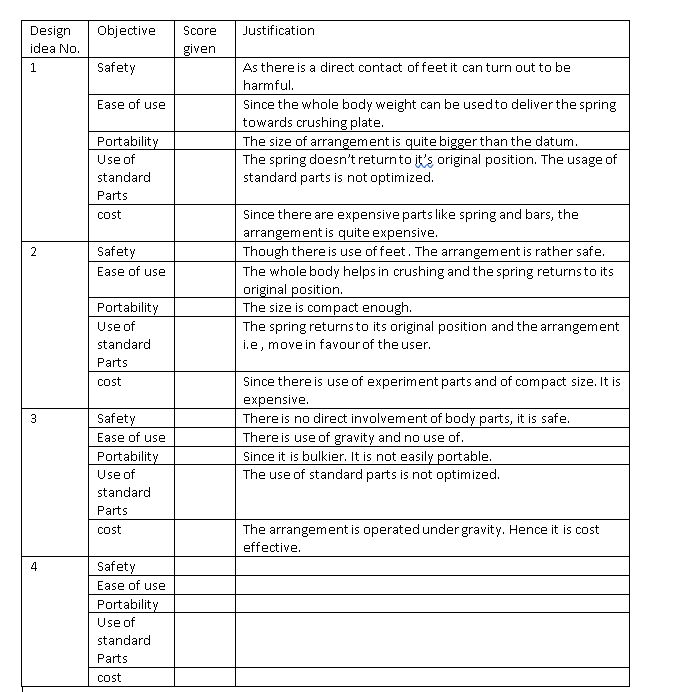 Design Objective Score Justification
idea No. given
1 Safety As there is a direct contact of feet it can turn out to be
harmful.
Ease of use Since the whole body weight can be used to deliver the spring
towards crushing plate.
Portability The size of arrangement is quite bigger than the datum.
Use of The spring doesn't return to it's original position. The usage of
standard standard parts is not optimized.
Parts
cost Since there are expensive parts like spring and bars, the
arrangement is quite expensive.
2 Safety Though there is use of feet. The arrangement is rather safe.
Ease of use The whole body helps in crushing and the spring returns to its
original position.
Portability The size is compact enough.
Use of The spring returns to its original position and the arrangement
standard i.e, move in favour of the user.
Parts
cost Since there is use of experiment parts and of compact size. It is
expensive.
3 Safety There is no direct involvement of body parts, it is safe.
Ease of use There is use of gravity and no use of.
Portability Since it is bulkier. It is not easily portable.
Use of The use of standard parts is not optimized.
standard
Parts
cost The arrangement is operated under gravity. Hence it is cost
effective.
4 Safety
Ease of use
Portability
Use of
standard
Parts
cost